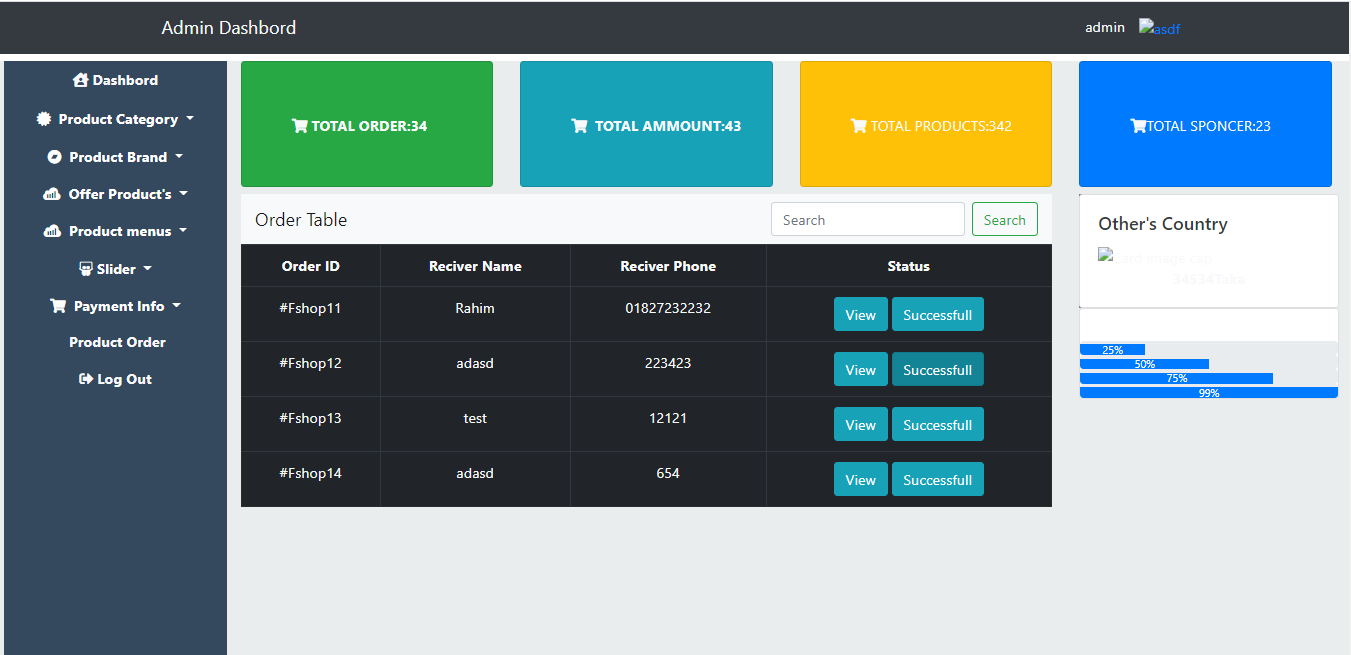 Admin Dashbord
admin asdf
Dashbord
Product Category
Product Brand
Offer Product's
Product menus
Slider
Payment Info
Product Order
Log Out
TOTAL ORDER:34
TOTAL AMMOUNT:43
TOTAL PRODUCTS:342
TOTAL SPONCER:23
Order Table Search Search
Order ID Reciver Name Reciver Phone Status
#Fshop11 Rahim 01827232232 View Successfull
#Fshop12 adasd 223423 View Successfull
#Fshop13 test 12121 View Successfull
#Fshop14 adasd 654 View Successfull
Other's Country
Card image cap
34534Taka
25%
50%
75%
99%